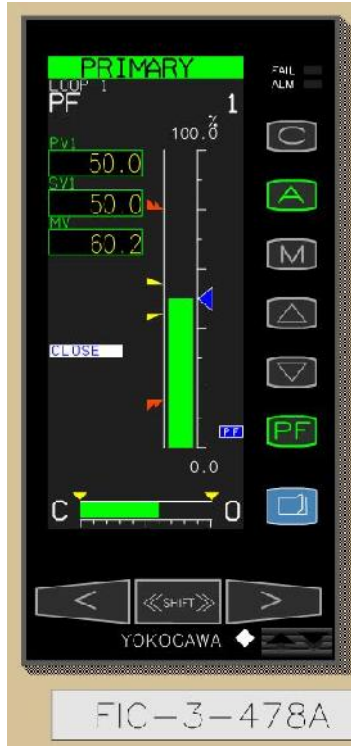 PRIMARY
FAIL
ALM
LOOP 1
PF
1
%
100.0
PV1
50.0
SV1
50.0
MV
60.2
CLOSE
PF
0.0
C
O
C
A
M
PF
SHIFT
YOKOGAWA
FIC-3-478A